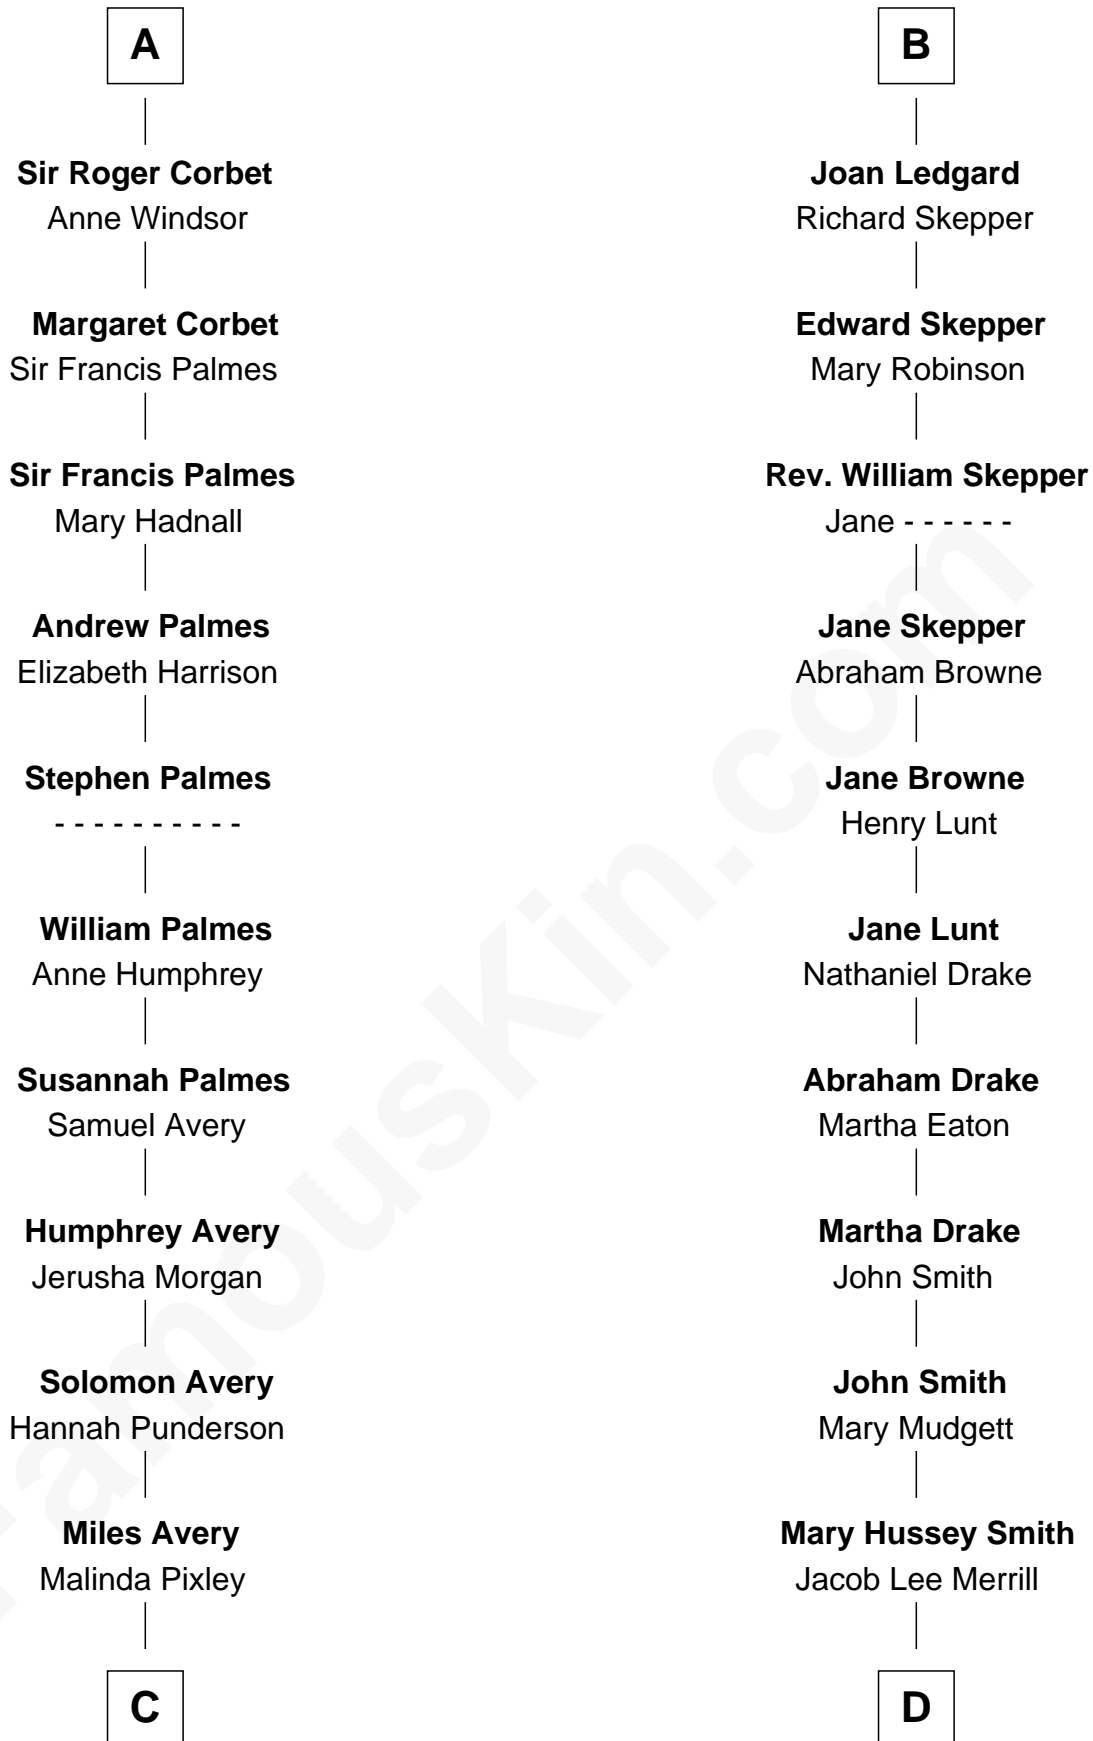 A
Sir Roger Corbet
Anne Windsor
Margaret Corbet
Sir Francis Palmes
Sir Francis Palmes
Mary Hadnall
Andrew Palmes
Elizabeth Harrison
Stephen Palmes
- - - - - - - - - -
William Palmes
Anne Humphrey
Susannah Palmes
Samuel Avery
Humphrey Avery
Jerusha Morgan
Solomon Avery
Hannah Punderson
Miles Avery
Malinda Pixley
C
B
Joan Ledgard
Richard Skepper
Edward Skepper
Mary Robinson
Rev. William Skepper
Jane - - - - - -
Jane Skepper
Abraham Browne
Jane Browne
Henry Lunt
Jane Lunt
Nathaniel Drake
Abraham Drake
Martha Eaton
Martha Drake
John Smith
John Smith
Mary Mudgett
Mary Hussey Smith
Jacob Lee Merrill
D
FamousKin.com